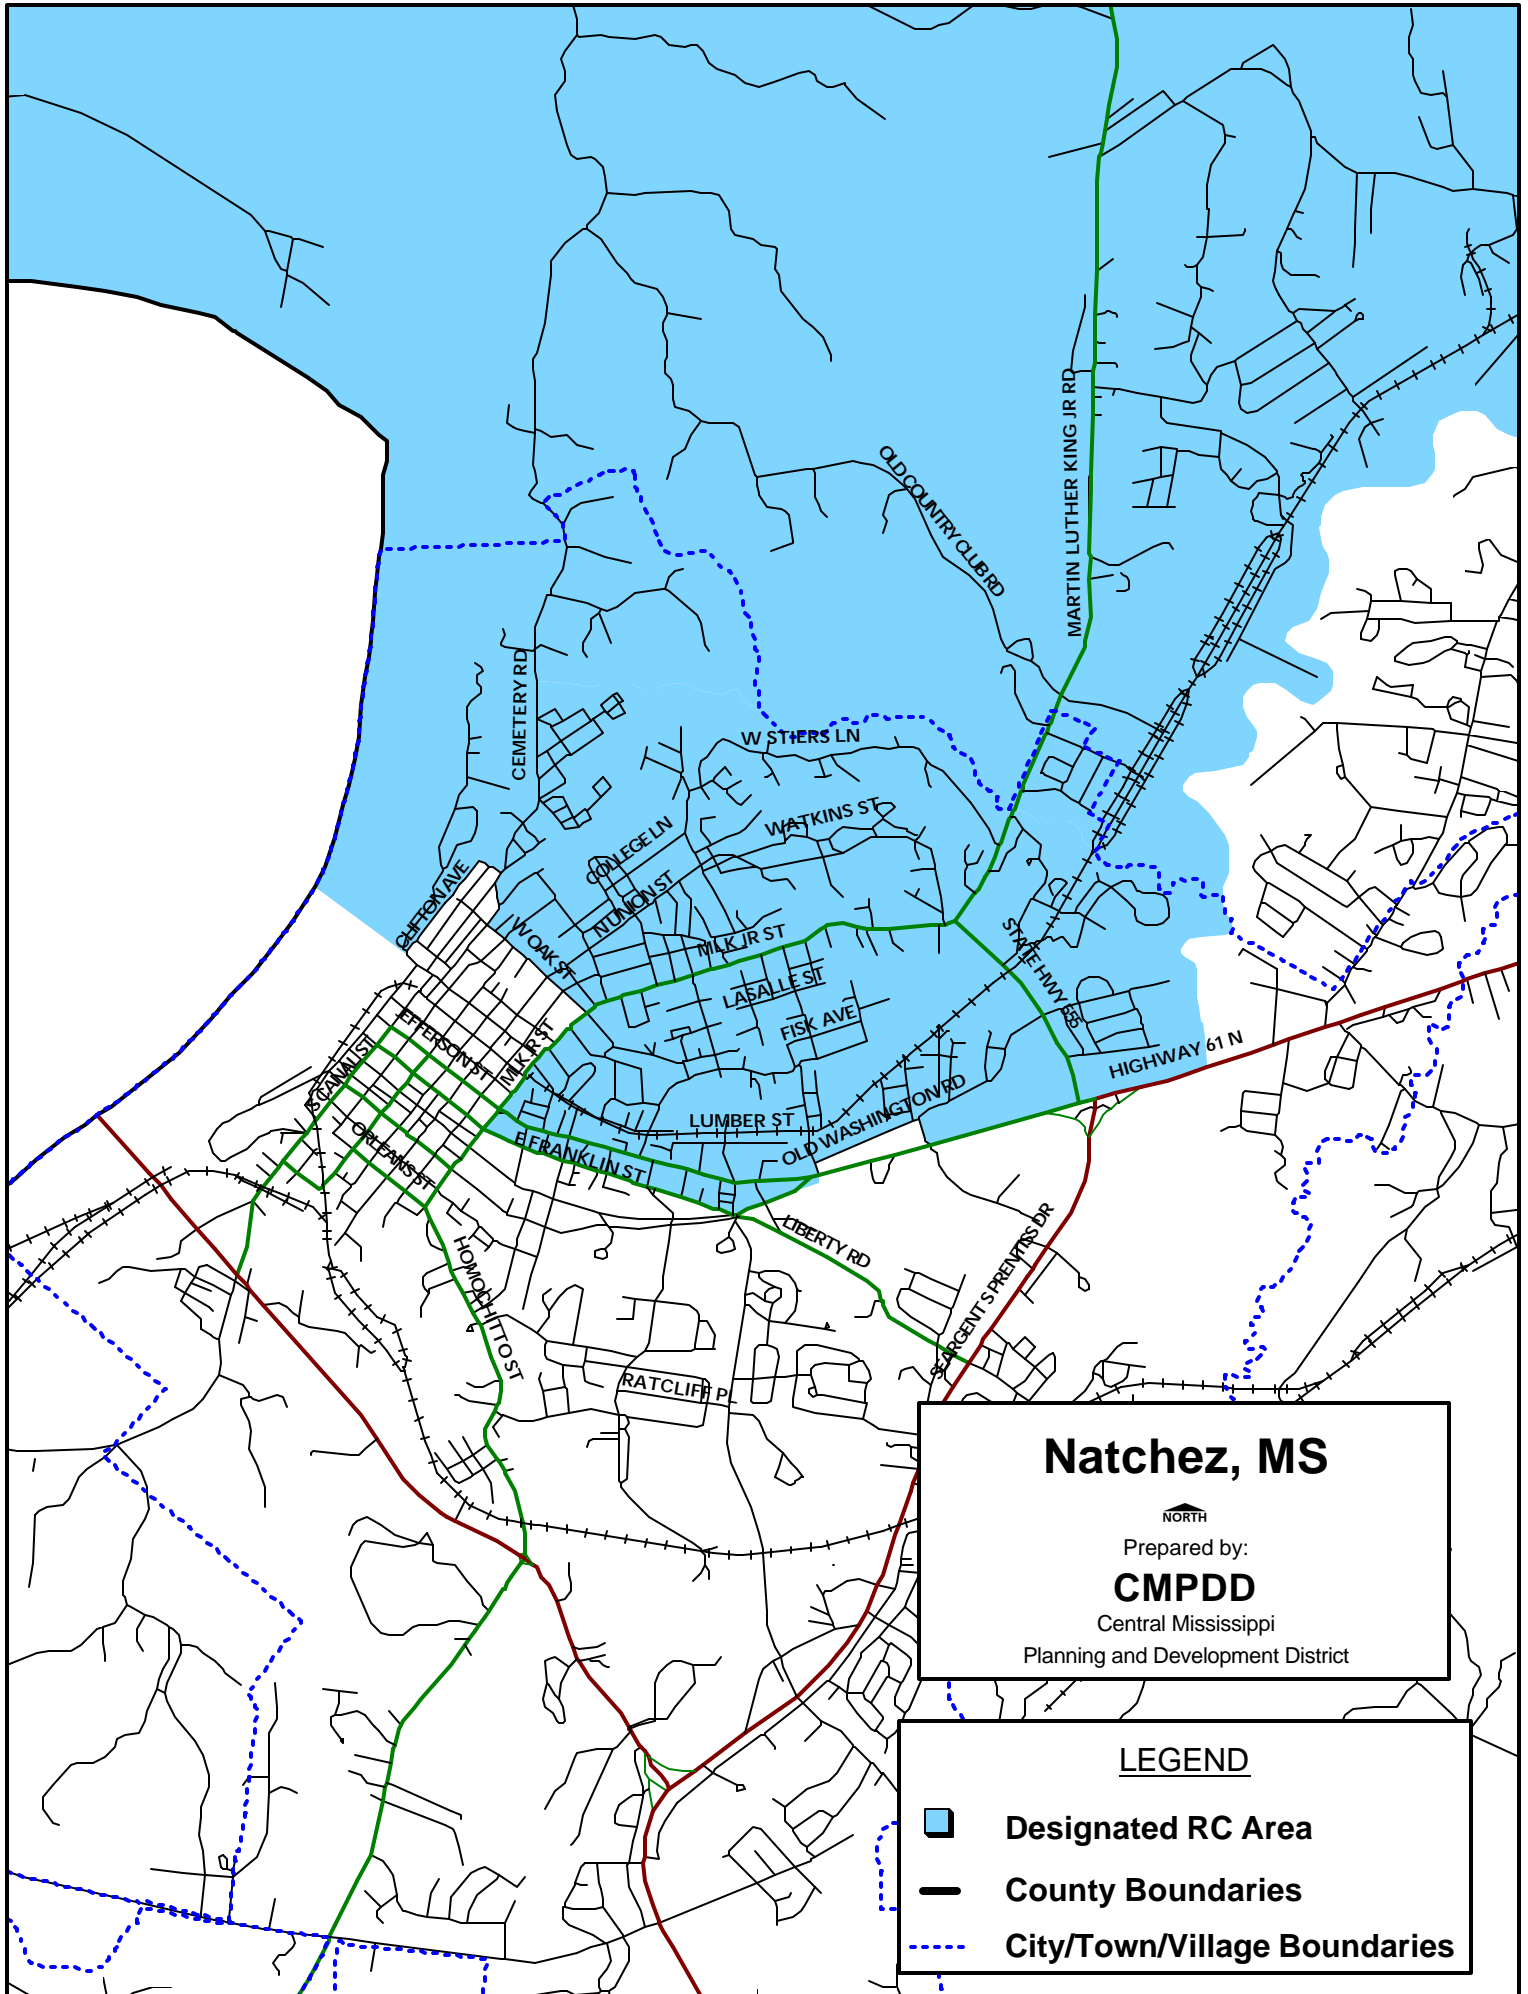 OLD COUNTRY CLUB RD
MARTIN LUTHER KING JR RD
CEMETERY RD
W STIERS LN
WATKINS ST
COLLEGE LN
N UNION ST
CLIFTON AVE
W OAK ST
MLK JR ST
STATE HWY 555
LASALLE ST
FISK AVE
EFFERSON ST
MLK JR ST
S CANAL ST
HIGHWAY 61 N
LUMBER ST
OLD WASHINGTON RD
ORLEANS ST
E FRANKLIN ST
LIBERTY RD
SEARGENT S PRENTISS DR
HOMOCHITTO ST
RATCLIFF PL
Natchez, MS
NORTH
Prepared by:
CMPDD
Central Mississippi
Planning and Development District
LEGEND
Designated RC Area
County Boundaries
City/Town/Village Boundaries